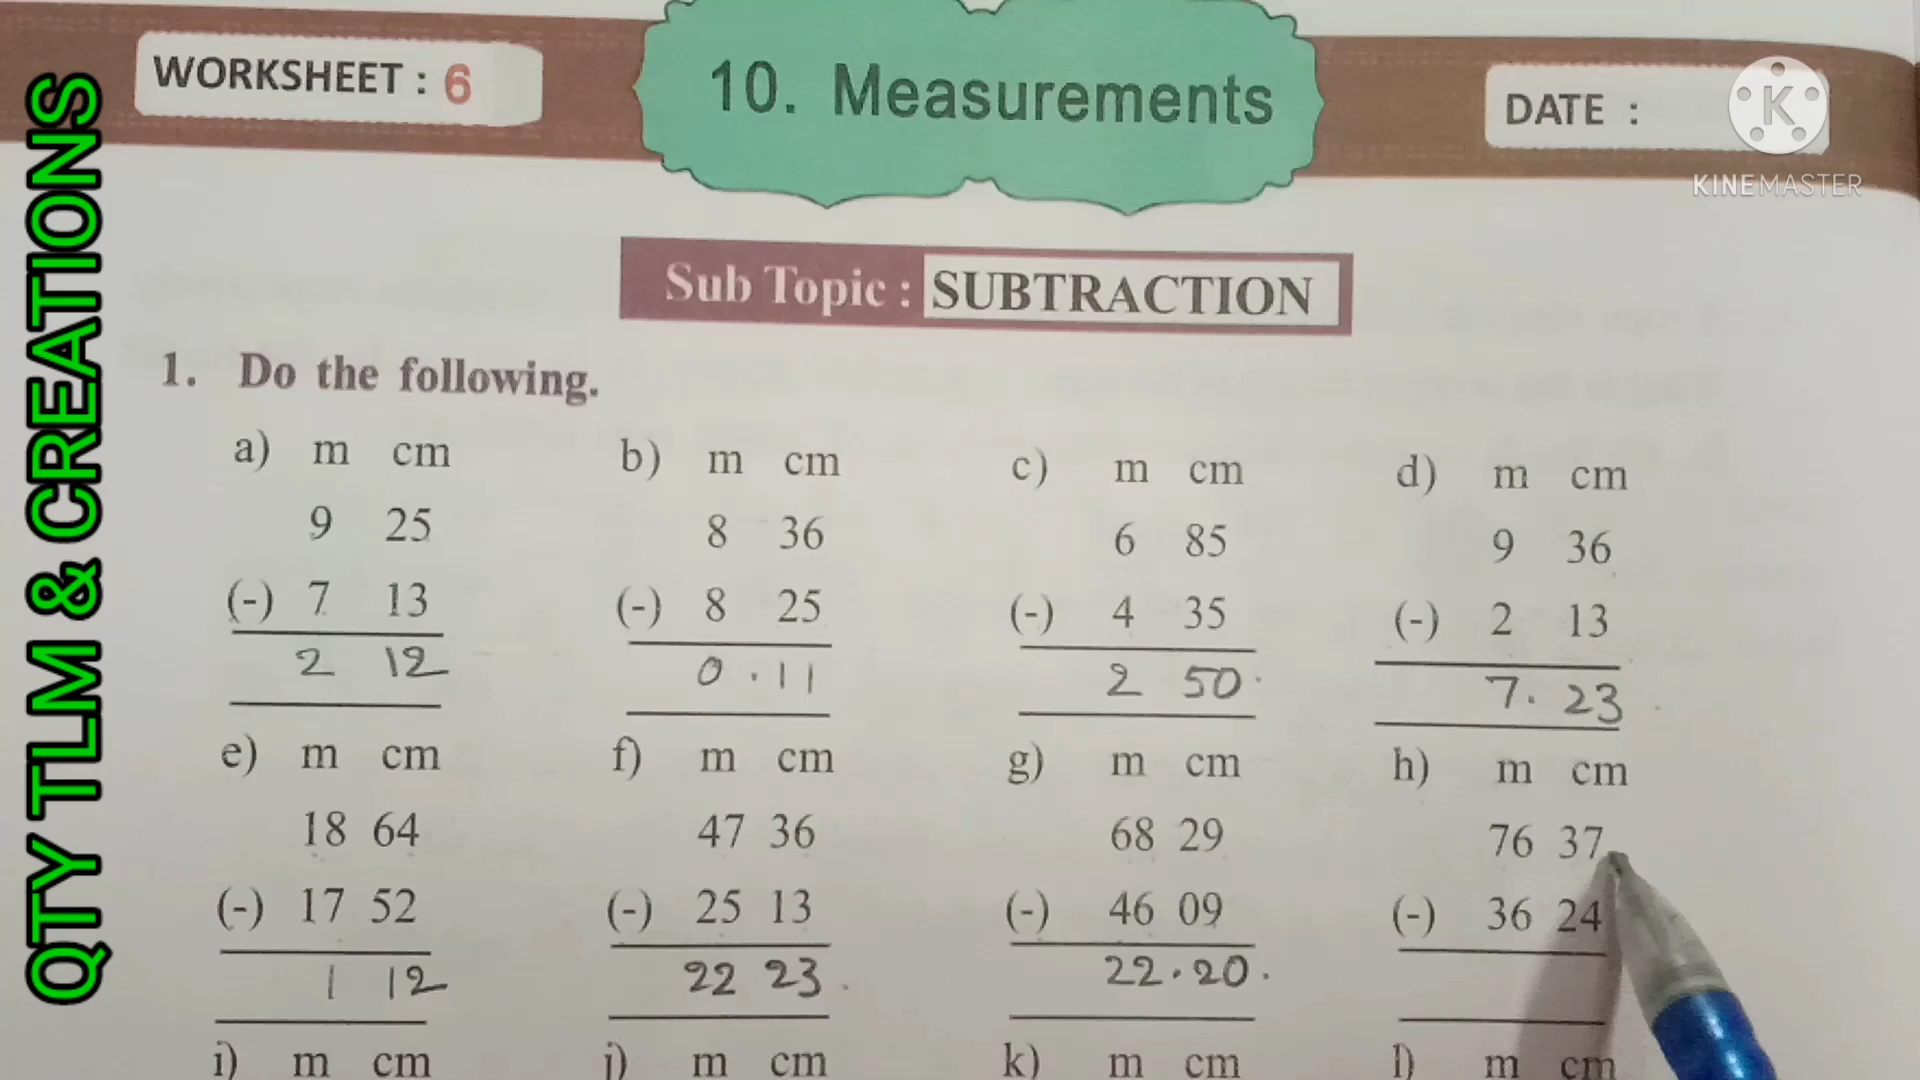 WORKSHEET : 6
10. Measurements
DATE :
KINEMASTER
QTY TLM & CREATIONS
Sub Topic : SUBTRACTION
1. Do the following.
a) m cm
9 25
(-) 7 13
2 12
b) m cm
8 36
(-) 8 25
0 . 11
c) m cm
6 85
(-) 4 35
2 50.
d) m cm
9 36
(-) 2 13
7. 23
e) m cm
18 64
(-) 17 52
1 12
f) m cm
47 36
(-) 25 13
22 23.
g) m cm
68 29
(-) 46 09
22.20.
h) m cm
76 37
(-) 36 24
i) m cm
j) m cm
k) m cm
l) m cm